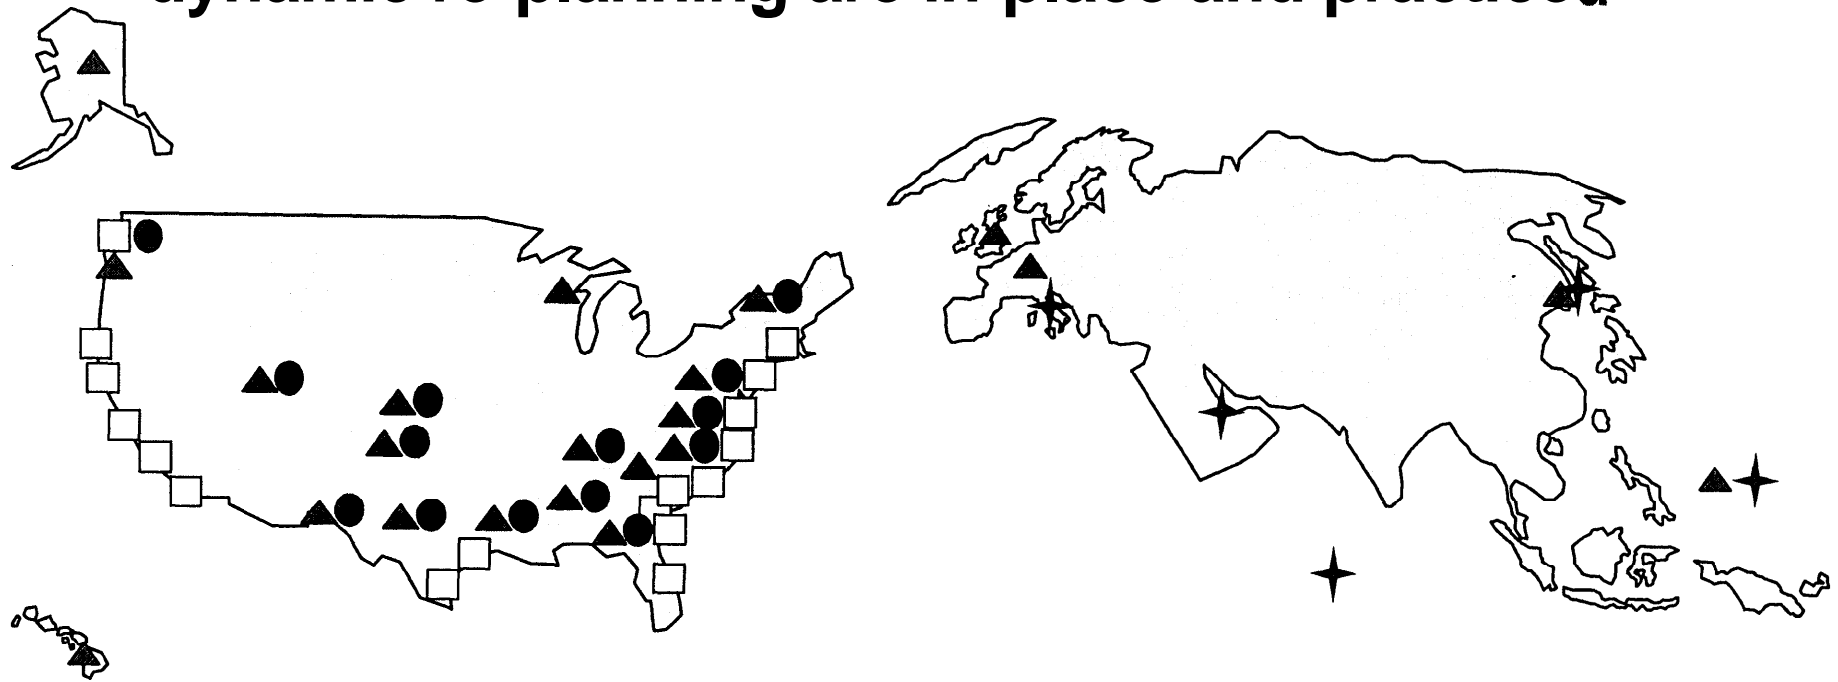 dynamic re-planning are in place and practiced